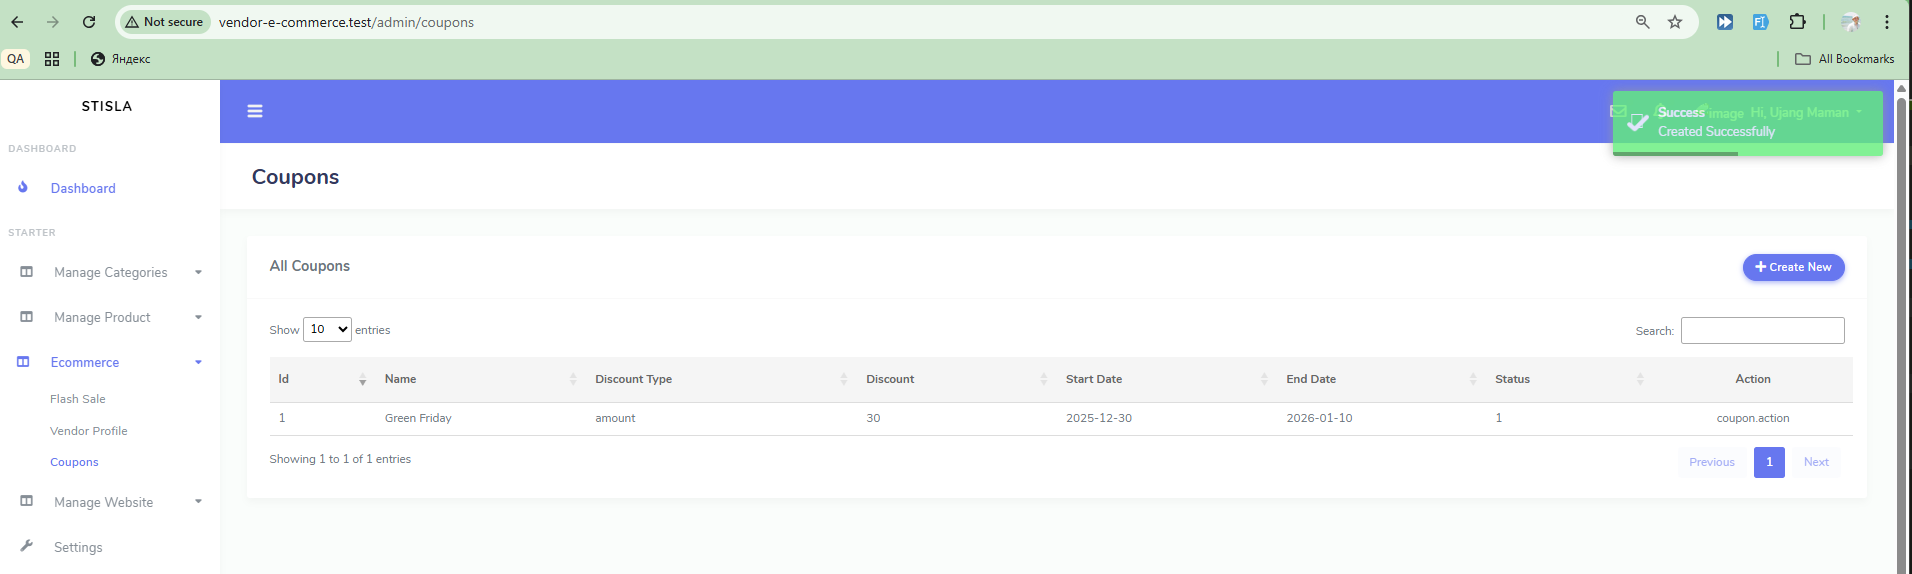 Not secure vendor-e-commerce.test/admin/coupons
QA Яндекс All Bookmarks
STISLA
DASHBOARD
Dashboard
STARTER
Manage Categories
Manage Product
Ecommerce
Flash Sale
Vendor Profile
Coupons
Manage Website
Settings
image Hi, Ujang Maman
Success
Created Successfully
Coupons
All Coupons
Create New
Show 10 entries
Search:
Id Name Discount Type Discount Start Date End Date Status Action
1 Green Friday amount 30 2025-12-30 2026-01-10 1 coupon.action
Showing 1 to 1 of 1 entries
Previous 1 Next